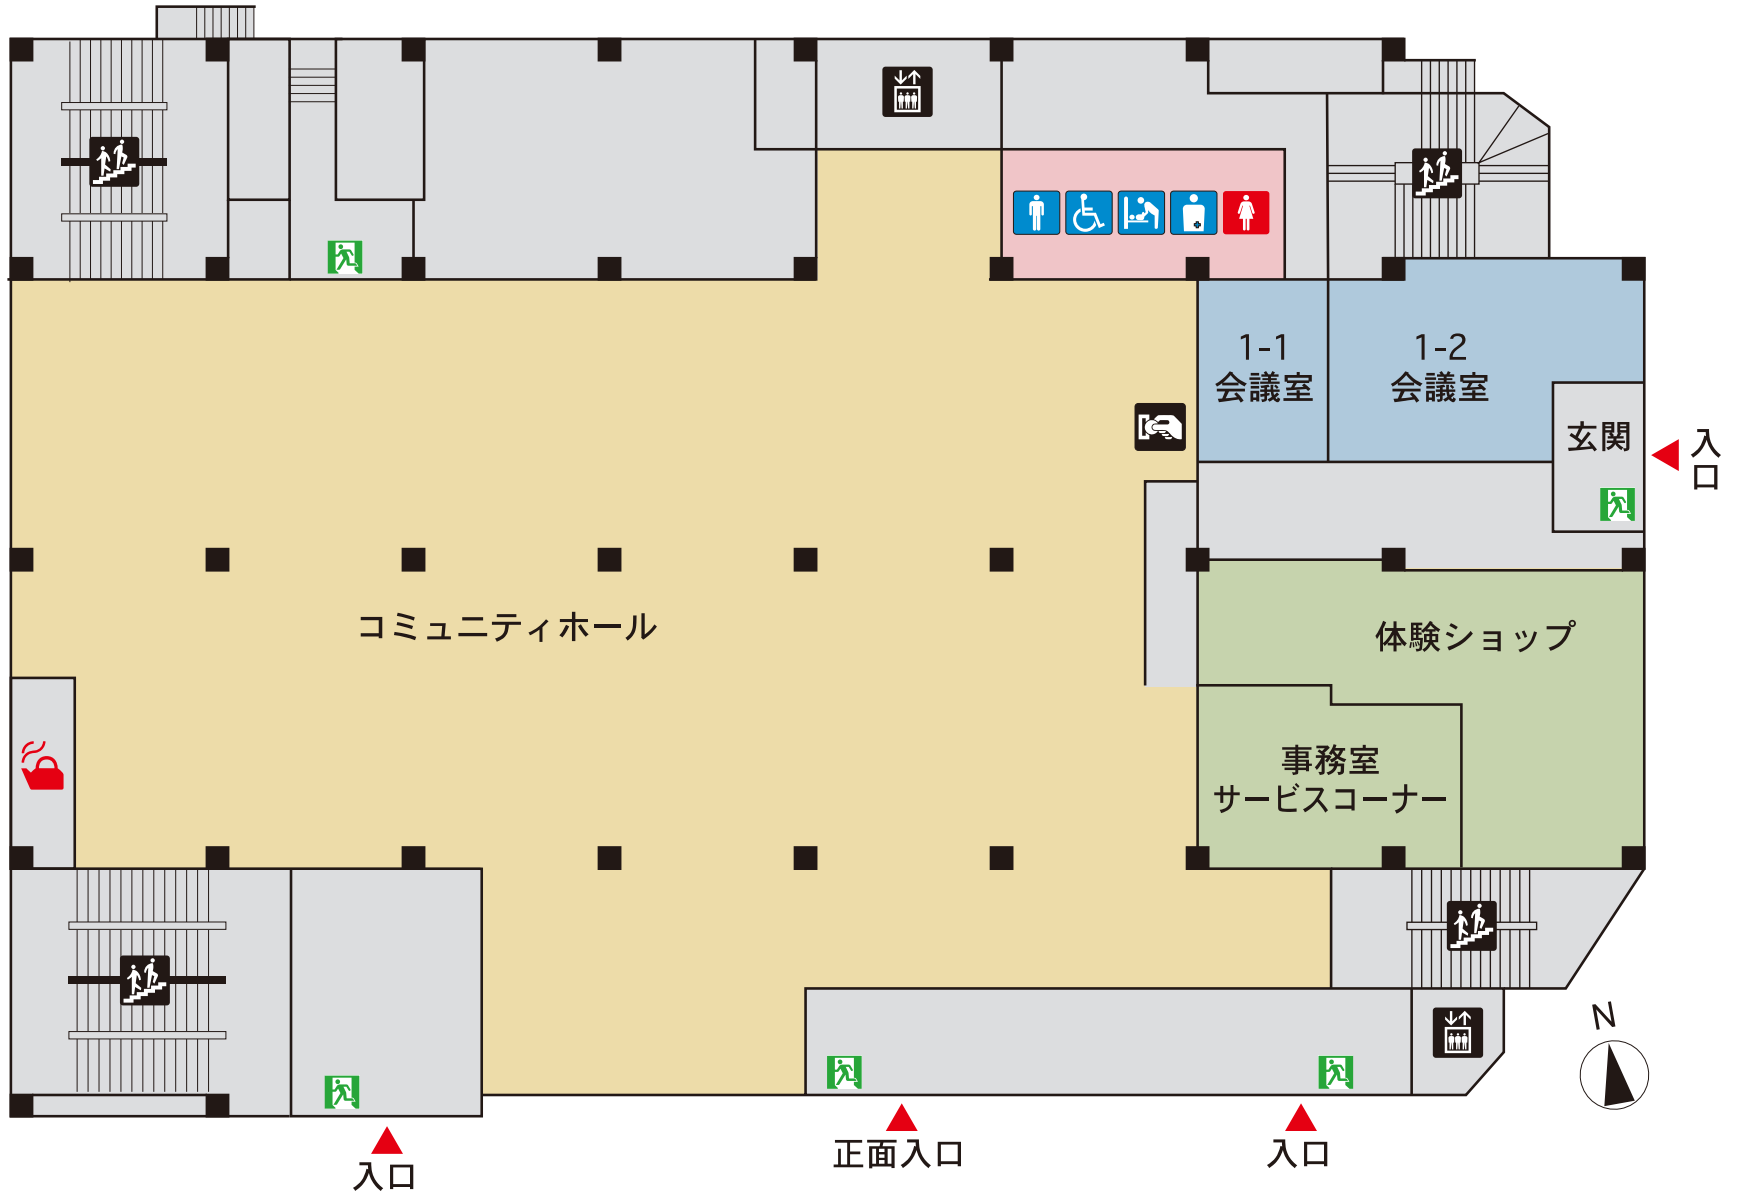 1-1
会議室
1-2
会議室
玄関
入口
コミュニティホール
体験ショップ
事務室
サービスコーナー
N
入口
正面入口
入口